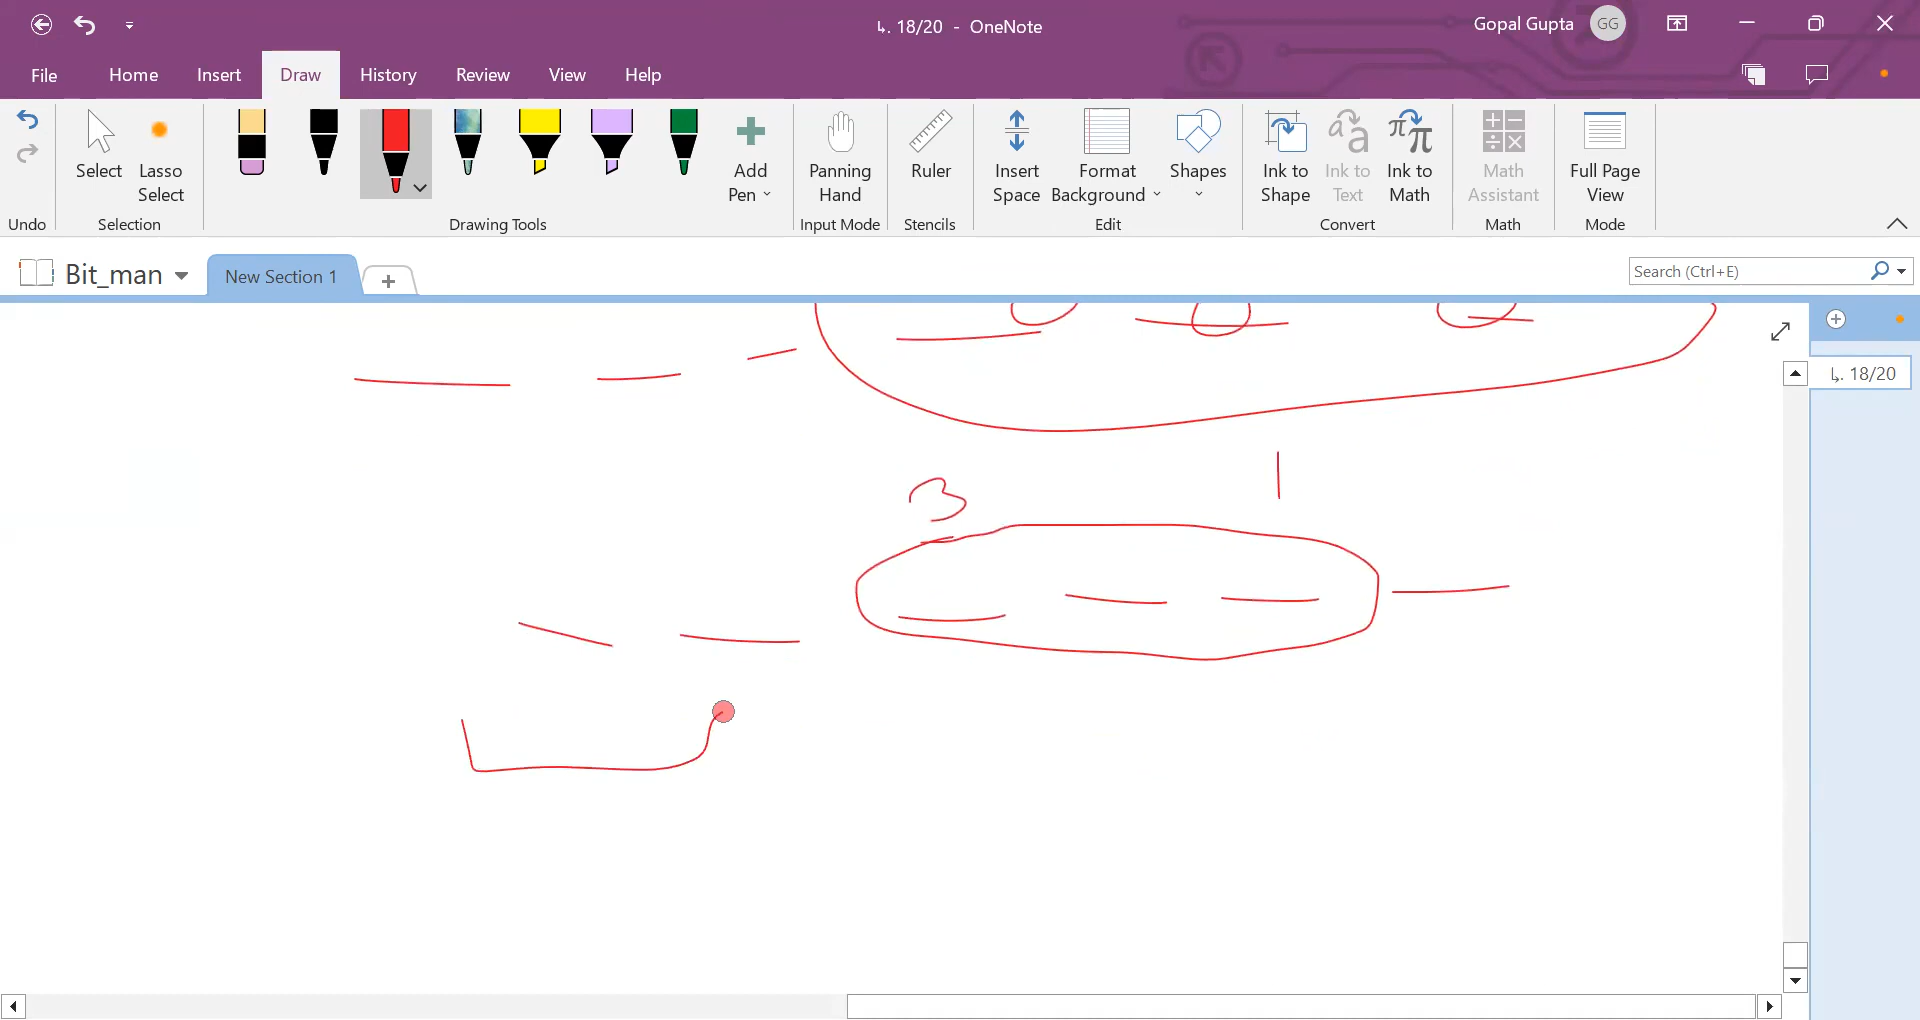 ɬ. 18/20 - OneNote
Gopal Gupta GG
File Home Insert Draw History Review View Help
Select Lasso Select
Add Pen
Panning Hand
Ruler
Insert Space
Format Background
Shapes
Ink to Shape
Ink to Text
Ink to Math
Math Assistant
Full Page View
Undo Selection Drawing Tools Input Mode Stencils Edit Convert Math Mode
Bit_man New Section 1
Search (Ctrl+E)
18/20
3 1